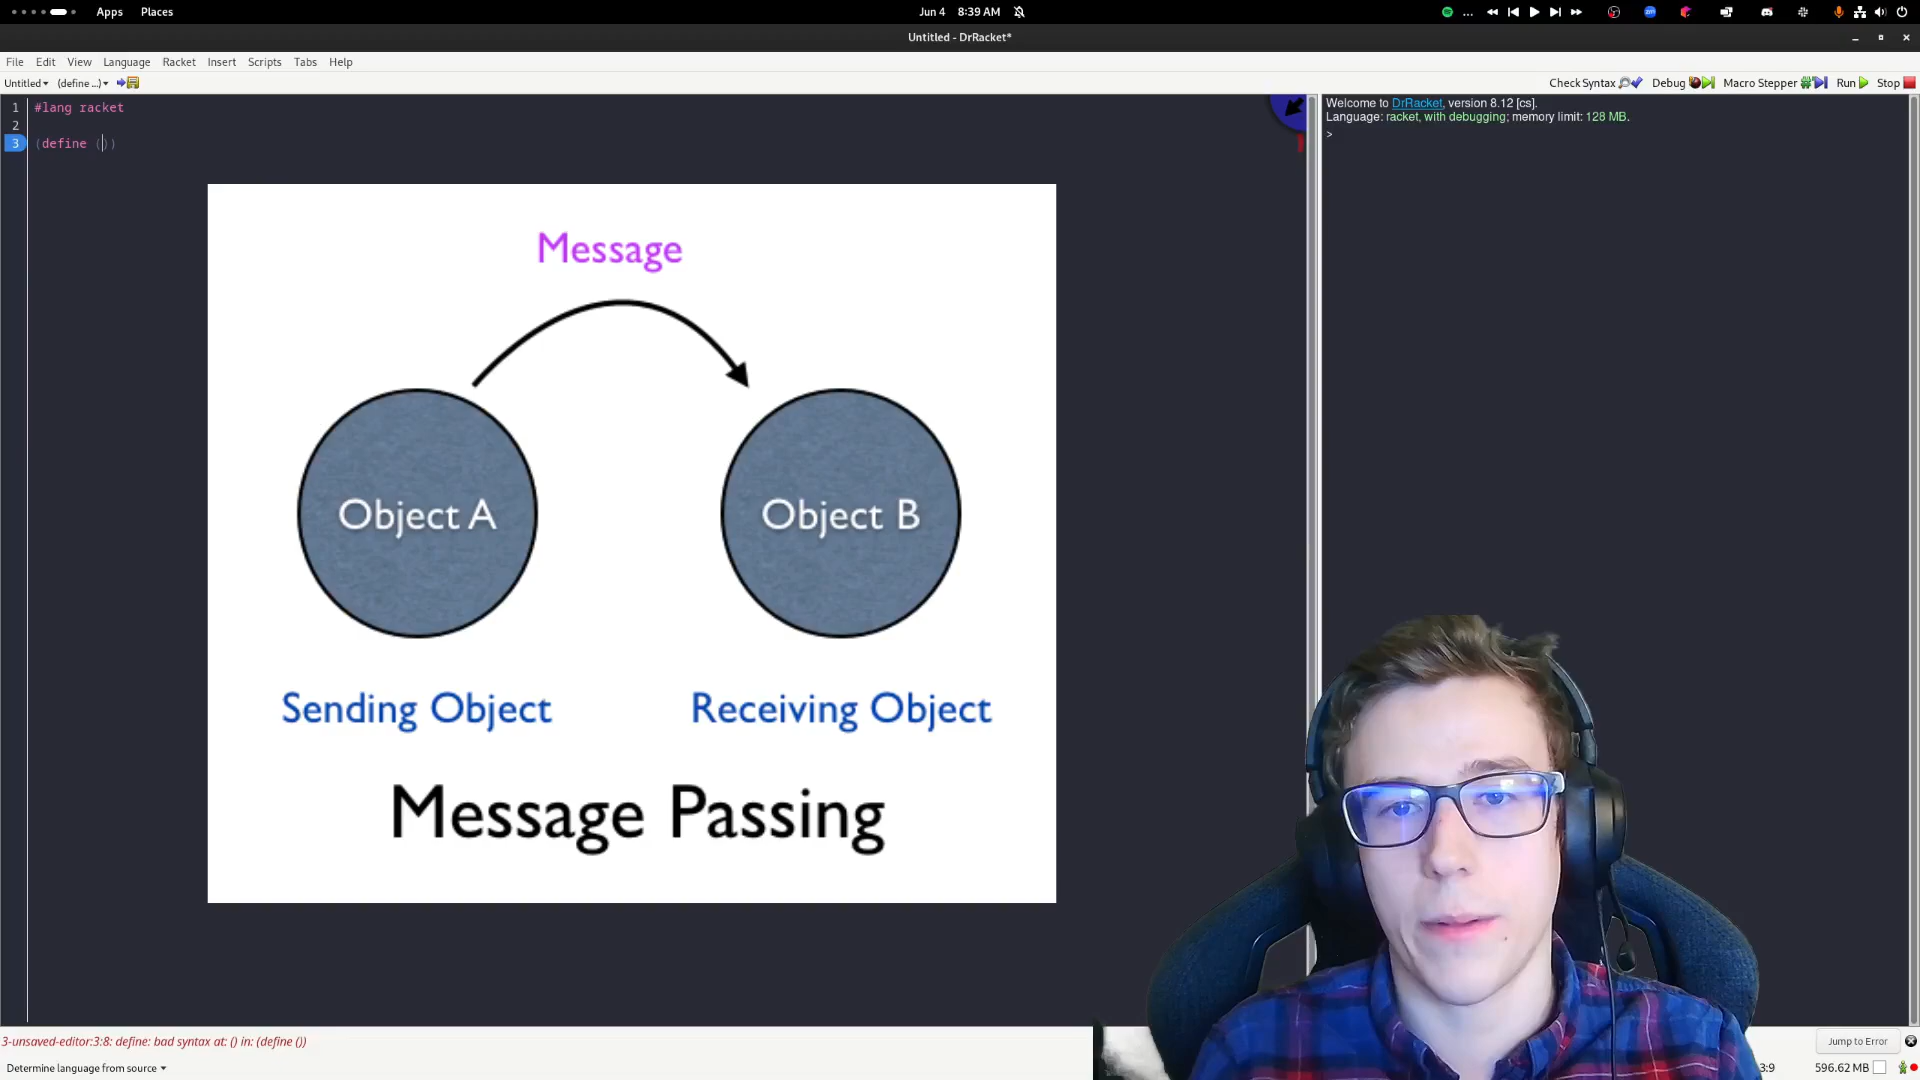 Apps Places Jun 4 8:39 AM ...
Untitled - DrRacket*
File Edit View Language Racket Insert Scripts Tabs Help
Untitled (define ...) Check Syntax Debug Macro Stepper Run Stop
1 #lang racket
2
3 (define ())
Welcome to DrRacket, version 8.12 [cs].
Language: racket, with debugging; memory limit: 128 MB.
>
Message
Object A Object B
Sending Object Receiving Object
Message Passing
3-unsaved-editor:3:8: define: bad syntax at: () in: (define ())
Jump to Error
Determine language from source 3:9 596.62 MB